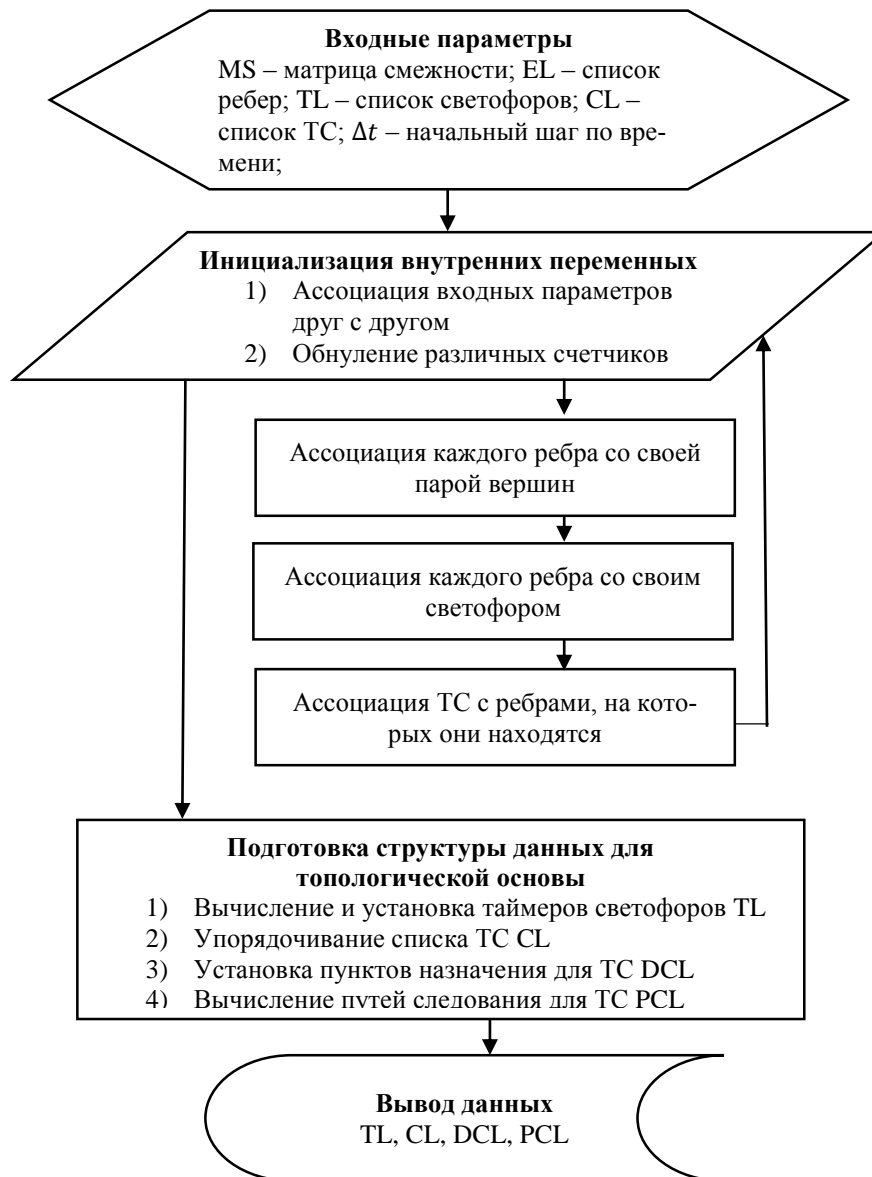 Входные параметры
MS – матрица смежности; EL – список
ребер; TL – список светофоров; CL –
список ТС; Δt – начальный шаг по вре-
мени;
Инициализация внутренних переменных
1) Ассоциация входных параметров
друг с другом
2) Обнуление различных счетчиков
Ассоциация каждого ребра со своей
парой вершин
Ассоциация каждого ребра со своим
светофором
Ассоциация ТС с ребрами, на кото-
рых они находятся
Подготовка структуры данных для
топологической основы
1) Вычисление и установка таймеров светофоров TL
2) Упорядочивание списка ТС CL
3) Установка пунктов назначения для ТС DCL
4) Вычисление путей следования для ТС PCL
Вывод данных
TL, CL, DCL, PCL